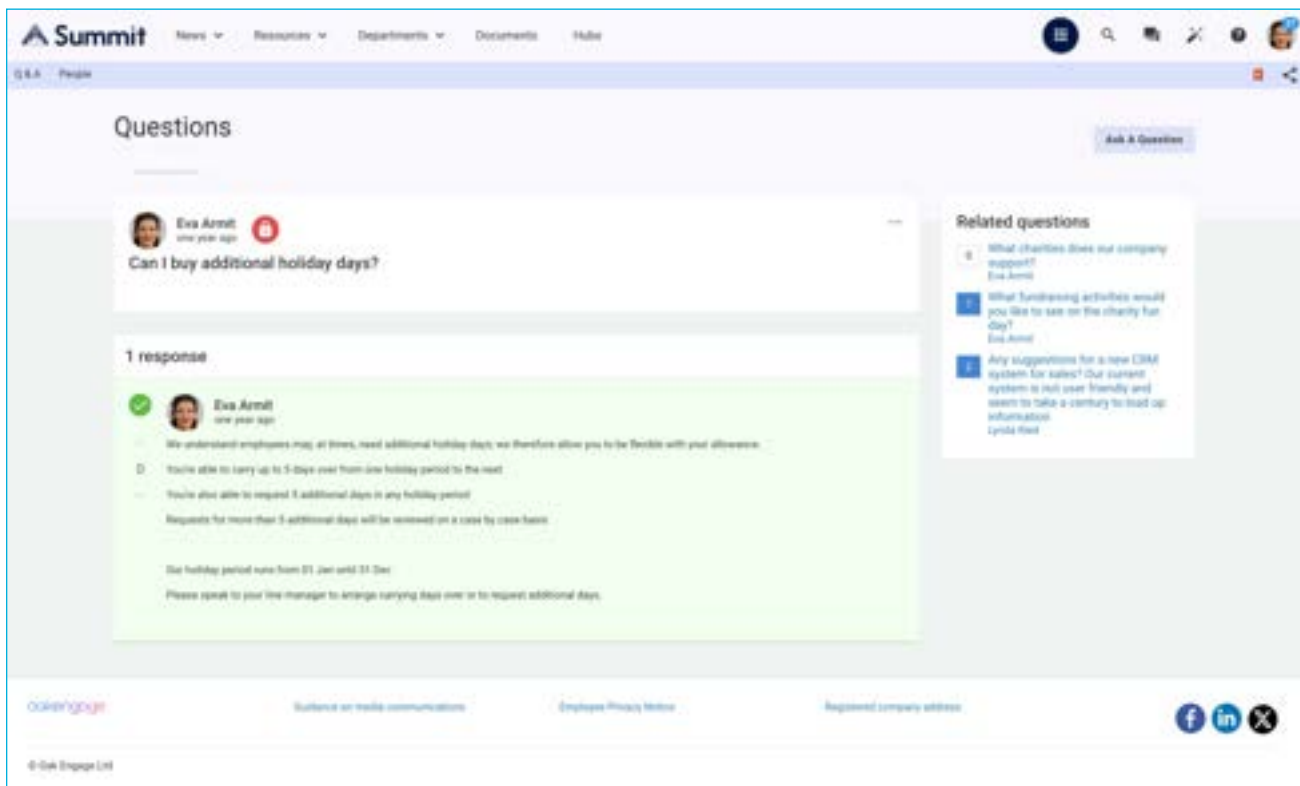 Summit
News
Resources
Departments
Documents
Hubs
Q & A People
Questions
Ask A Question
Eva Armit
one year ago
Can I buy additional holiday days?
Related questions
0
What charities does our company
support?
Eva Armit
What fundraising activities would
you like to see on the charity fun
day?
Eva Armit
Any suggestions for a new CRM
system for sales? Our current
system is not user friendly and
seem to take a century to load up
information
Lynda Reid
1 response
Eva Armit
one year ago
We understand employees may, at times, need additional holiday days; we therefore allow you to be flexible with your allowance.
You're able to carry up to 5 days over from one holiday period to the next
You're also able to request 5 additional days in any holiday period
Requests for more than 5 additional days will be reviewed on a case by case basis
Our holiday period runs from 01 Jan until 31 Dec
Please speak to your line manager to arrange carrying days over or to request additional days.
oakengage
Guidance on media communications
Employee Privacy Notice
Registered company address
© Oak Engage Ltd